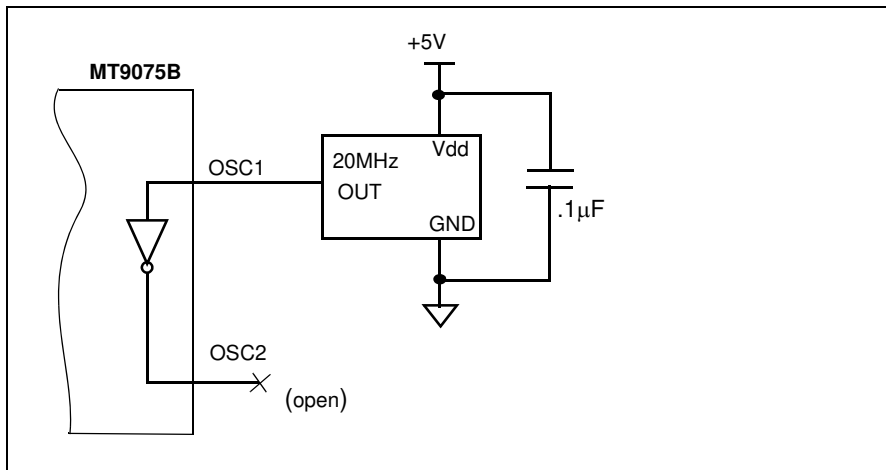 +5V
MT9075B
Vdd
OSC1
20MHz
OUT
.1µF
GND
OSC2
(open)